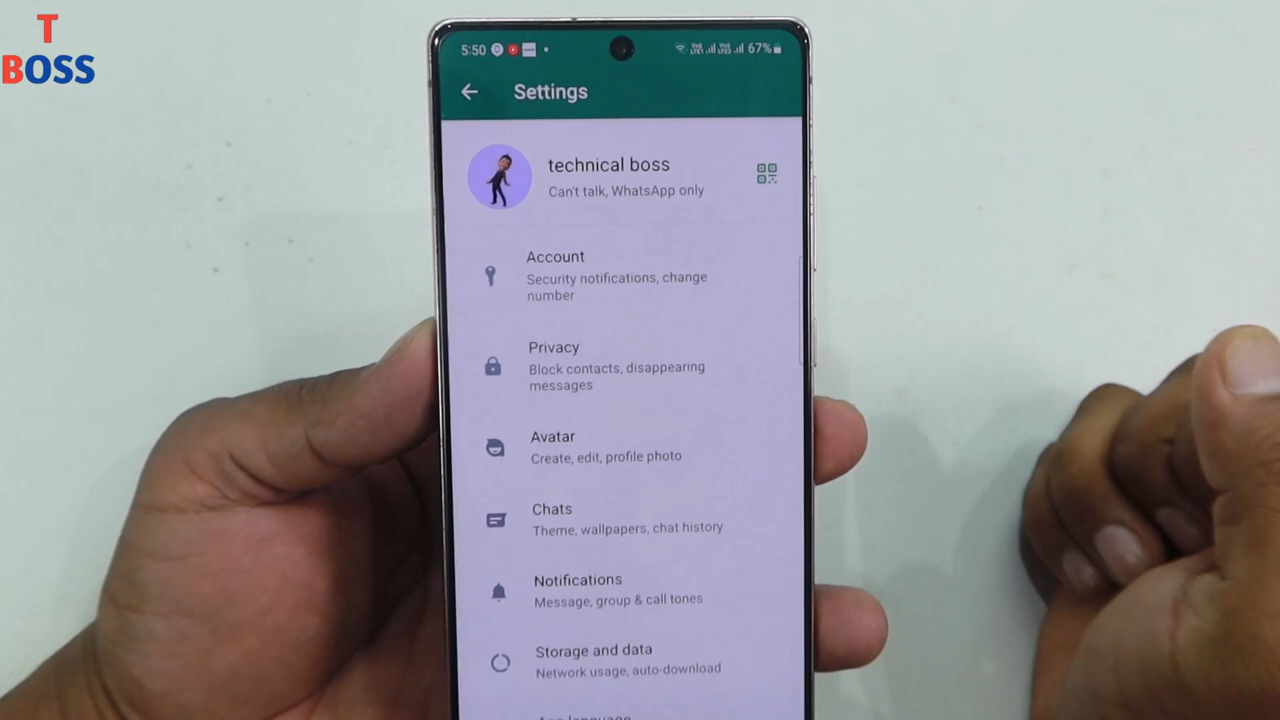 T
BOSS
5:50
67%
Settings
technical boss
Can't talk, WhatsApp only
Account
Security notifications, change
number
Privacy
Block contacts, disappearing
messages
Avatar
Create, edit, profile photo
Chats
Theme, wallpapers, chat history
Notifications
Message, group & call tones
Storage and data
Network usage, auto-download
App language